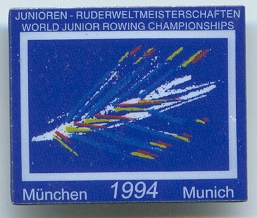 JUNIOREN - RUDERWELTMEISTERSCHAFTEN
WORLD JUNIOR ROWING CHAMPIONSHIPS
München 1994 Munich